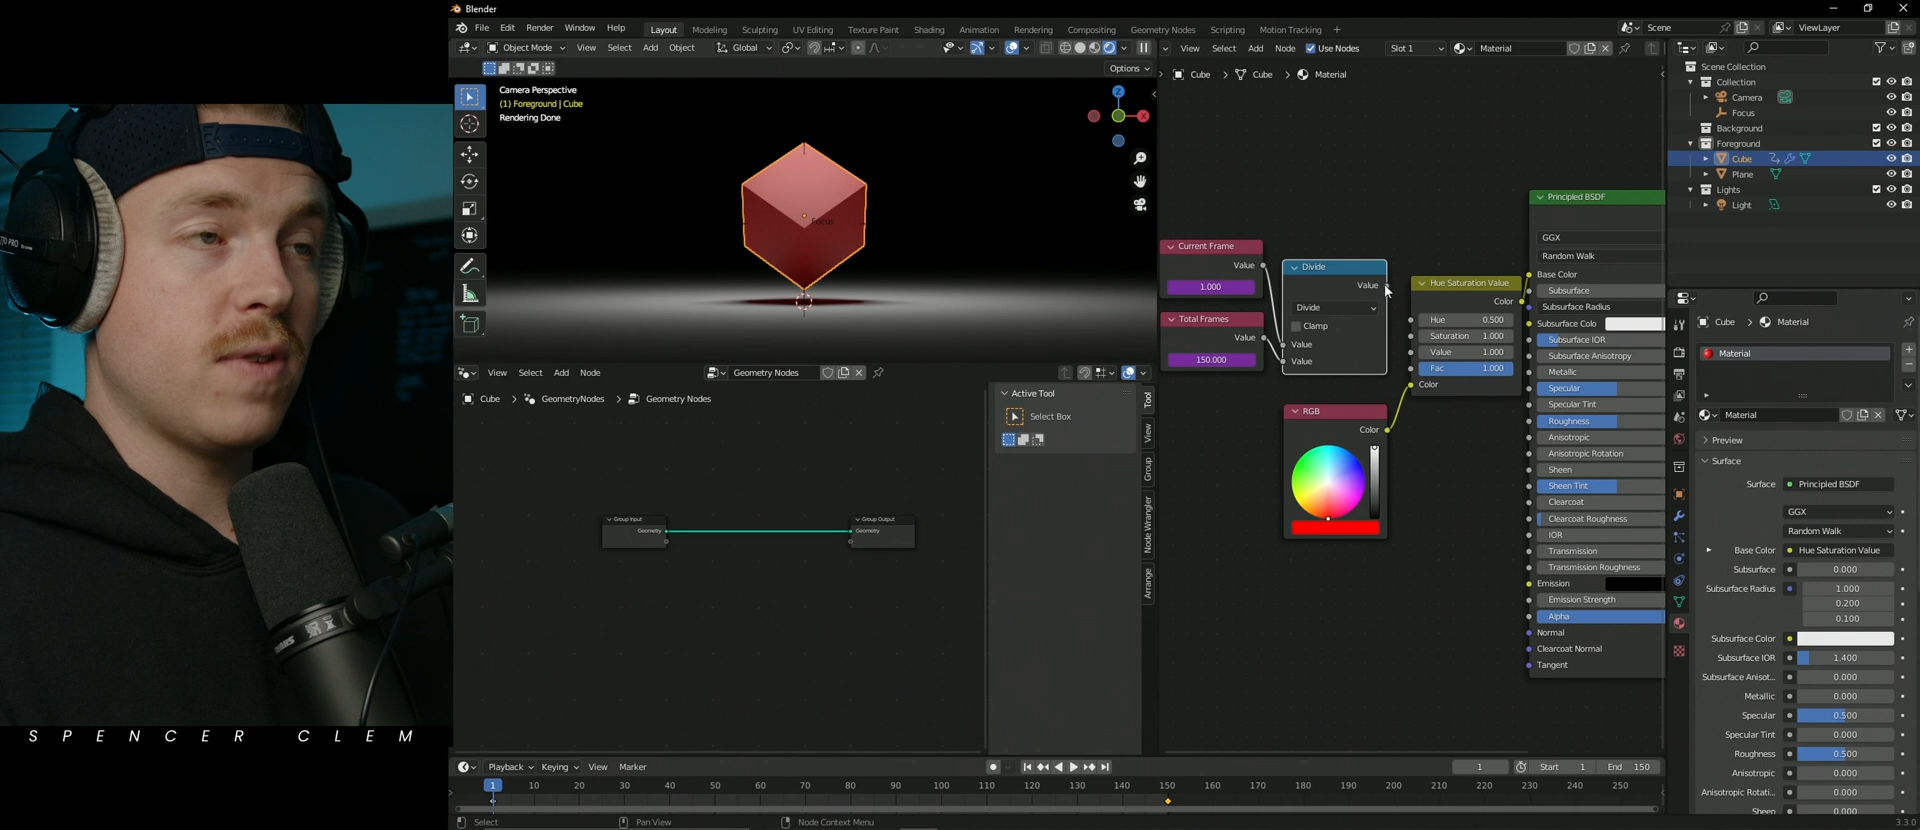 Blender
File Edit Render Window Help
Layout Modeling Sculpting UV Editing Texture Paint Shading Animation Rendering Compositing Geometry Nodes Scripting Motion Tracking +
Scene
ViewLayer
Object Mode View Select Add Object Global
Options
Camera Perspective
(1) Foreground | Cube
Rendering Done
Z
X
Focus
View Select Add Node Use Nodes Slot 1 Material
Cube > Cube > Material
Current Frame
Value
1.000
Total Frames
Value
150.000
Divide
Value
Divide
Clamp
Value
Value
RGB
Color
Hue Saturation Value
Color
Hue 0.500
Saturation 1.000
Value 1.000
Fac 1.000
Color
Principled BSDF
GGX
Random Walk
Base Color
Subsurface
Subsurface Radius
Subsurface Colo
Subsurface IOR
Subsurface Anisotropy
Metallic
Specular
Specular Tint
Roughness
Anisotropic
Anisotropic Rotation
Sheen
Sheen Tint
Clearcoat
Clearcoat Roughness
IOR
Transmission
Transmission Roughness
Emission
Emission Strength
Alpha
Normal
Clearcoat Normal
Tangent
View Select Add Node Geometry Nodes
Cube > GeometryNodes > Geometry Nodes
Group Input
Geometry
Group Output
Geometry
Active Tool
Select Box
Tool
View
Group
Node Wrangler
Arrange
Scene Collection
Collection
Camera
Focus
Background
Foreground
Cube
Plane
Lights
Light
Cube > Material
Material
Material
Preview
Surface
Surface Principled BSDF
GGX
Random Walk
Base Color Hue Saturation Value
Subsurface 0.000
Subsurface Radius 1.000
0.200
0.100
Subsurface Color
Subsurface IOR 1.400
Subsurface Anisot... 0.000
Metallic 0.000
Specular 0.500
Specular Tint 0.000
Roughness 0.500
Anisotropic 0.000
Anisotropic Rotati... 0.000
Sheen 0.000
Playback Keying View Marker
1 Start 1 End 150
1 10 20 30 40 50 60 70 80 90 100 110 120 130 140 150 160 170 180 190 200 210 220 230 240 250
Select Pan View Node Context Menu
3.3.0
SPENCER CLEM